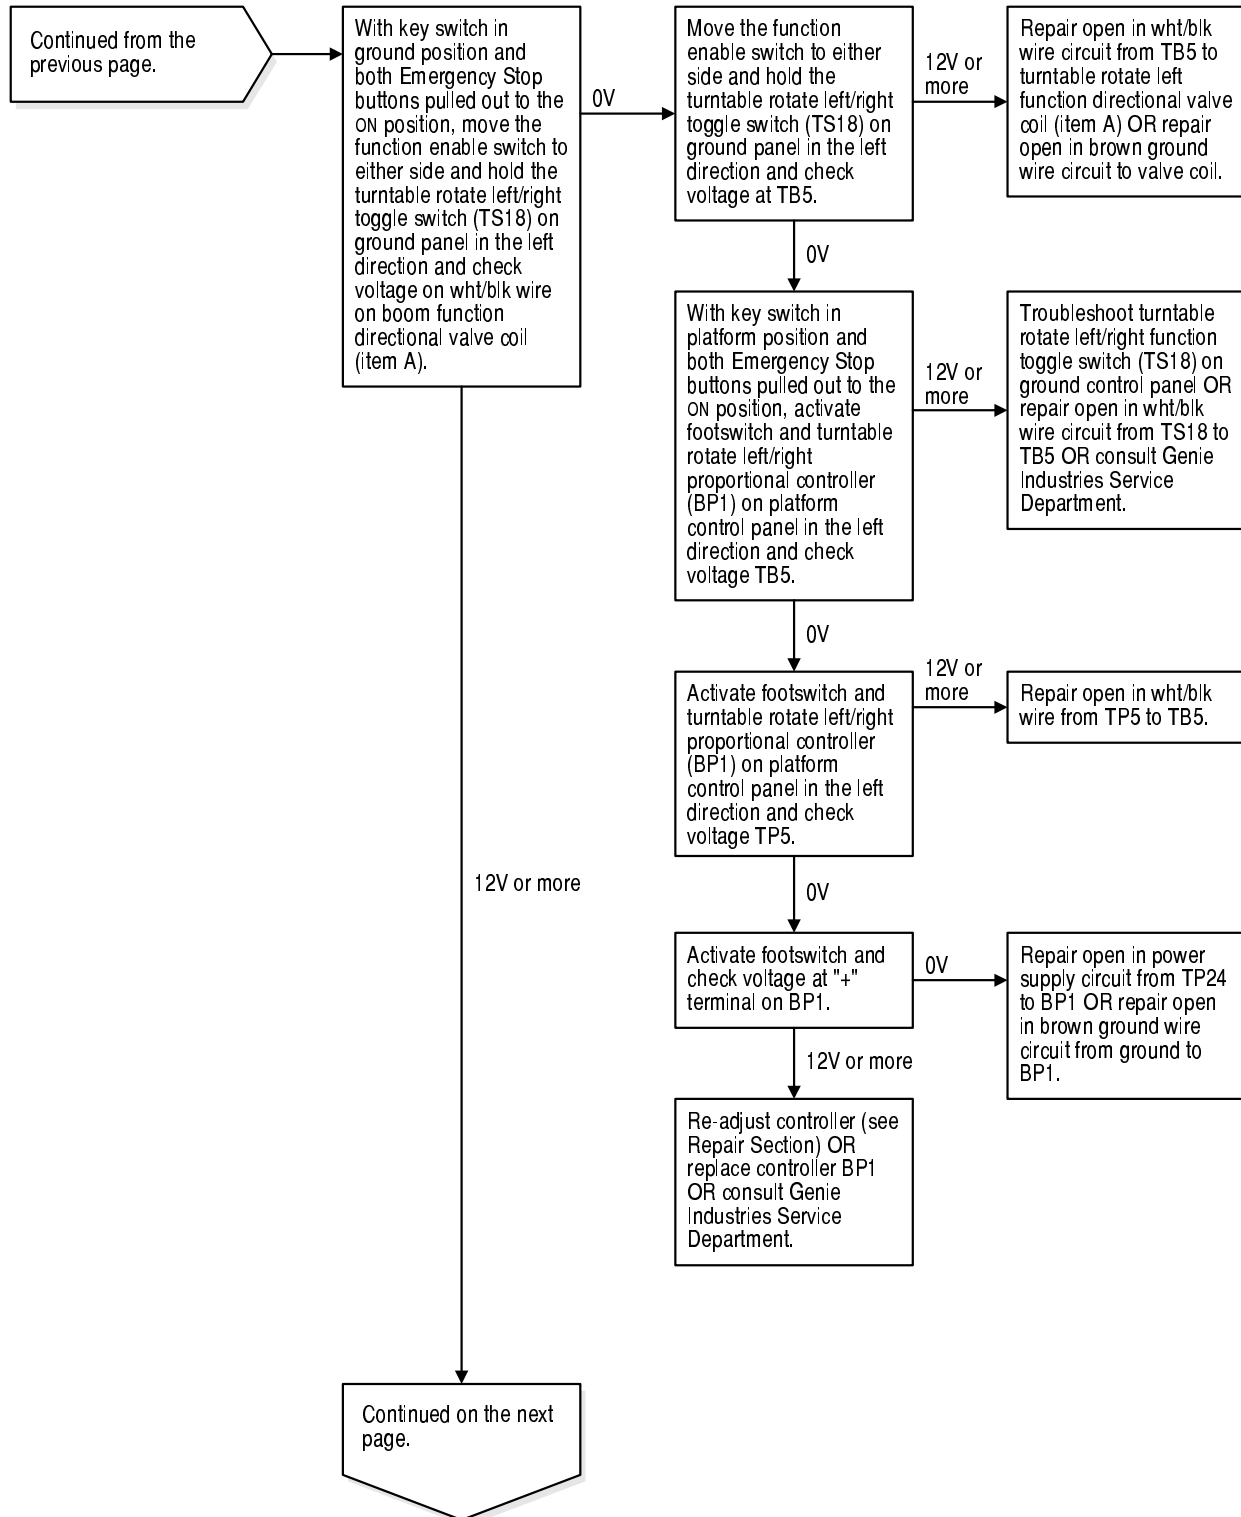 Continued from the
previous page.
With key switch in
ground position and
both Emergency Stop
buttons pulled out to the
ON position, move the
function enable switch to
either side and hold the
turntable rotate left/right
toggle switch (TS18) on
ground panel in the left
direction and check
voltage on wht/blk wire
on boom function
directional valve coil
(item A).
0V
Move the function
enable switch to either
side and hold the
turntable rotate left/right
toggle switch (TS18) on
ground panel in the left
direction and check
voltage at TB5.
12V or
more
Repair open in wht/blk
wire circuit from TB5 to
turntable rotate left
function directional valve
coil (item A) OR repair
open in brown ground
wire circuit to valve coil.
0V
With key switch in
platform position and
both Emergency Stop
buttons pulled out to the
ON position, activate
footswitch and turntable
rotate left/right
proportional controller
(BP1) on platform
control panel in the left
direction and check
voltage TB5.
12V or
more
Troubleshoot turntable
rotate left/right function
toggle switch (TS18) on
ground control panel OR
repair open in wht/blk
wire circuit from TS18 to
TB5 OR consult Genie
Industries Service
Department.
0V
Activate footswitch and
turntable rotate left/right
proportional controller
(BP1) on platform
control panel in the left
direction and check
voltage TP5.
12V or
more
Repair open in wht/blk
wire from TP5 to TB5.
12V or more
0V
Activate footswitch and
check voltage at "+"
terminal on BP1.
0V
Repair open in power
supply circuit from TP24
to BP1 OR repair open
in brown ground wire
circuit from ground to
BP1.
12V or more
Re-adjust controller (see
Repair Section) OR
replace controller BP1
OR consult Genie
Industries Service
Department.
Continued on the next
page.